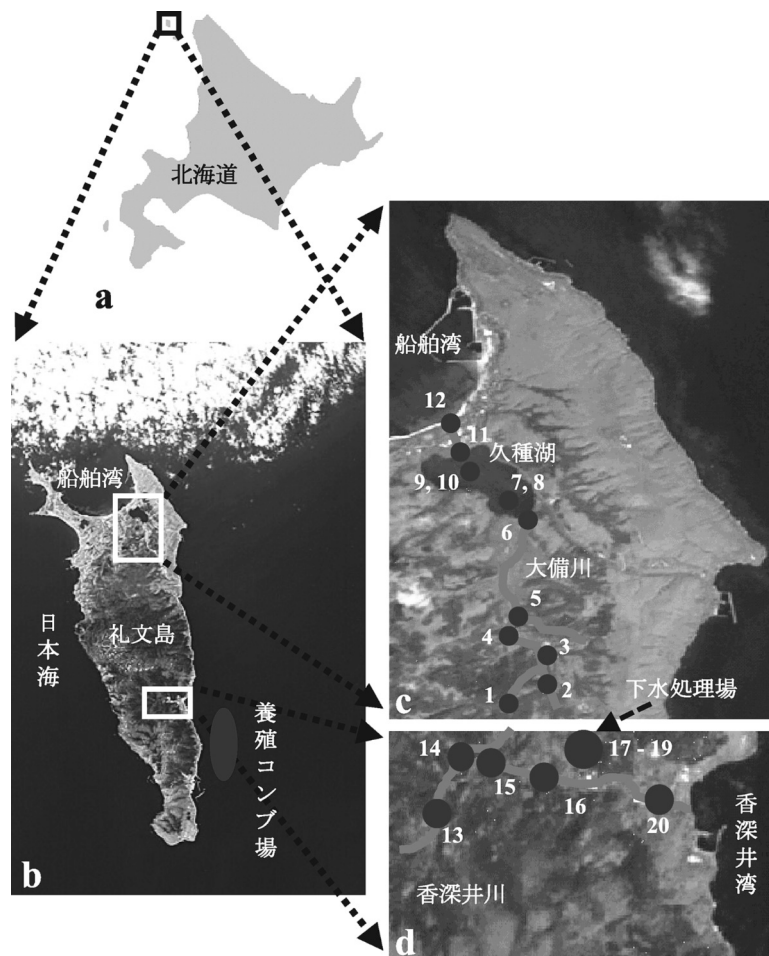 北海道
a
船舶湾
日本海
礼文島
養殖コンブ場
b
船舶湾
12
11
久種湖
9, 10
7, 8
6
大備川
5
4
3
1
2
c
下水処理場
14
17 - 19
15
16
13
20
香深井川
香深井湾
d